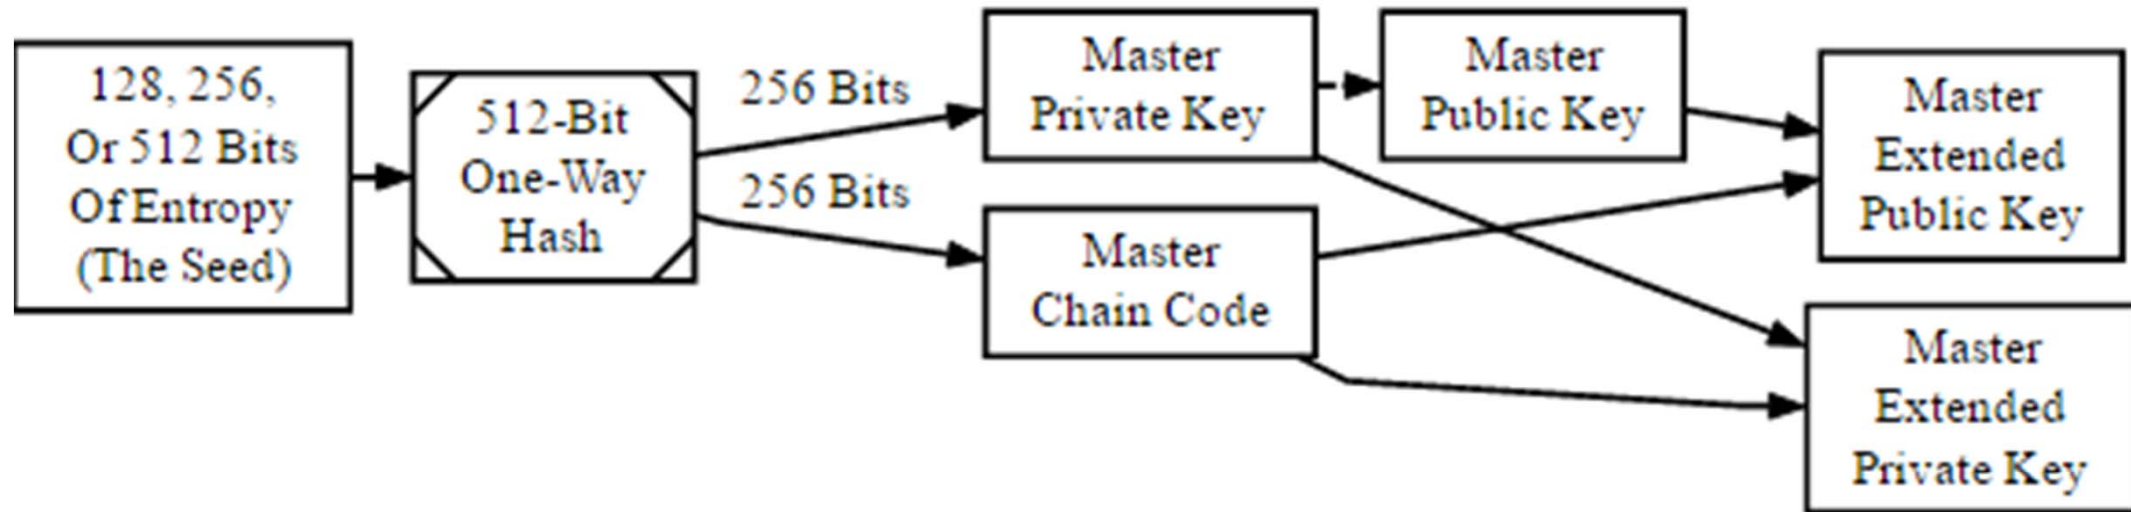 128, 256,
Or 512 Bits
Of Entropy
(The Seed)
512-Bit
One-Way
Hash
256 Bits
256 Bits
Master
Private Key
Master
Chain Code
Master
Public Key
Master
Extended
Public Key
Master
Extended
Private Key